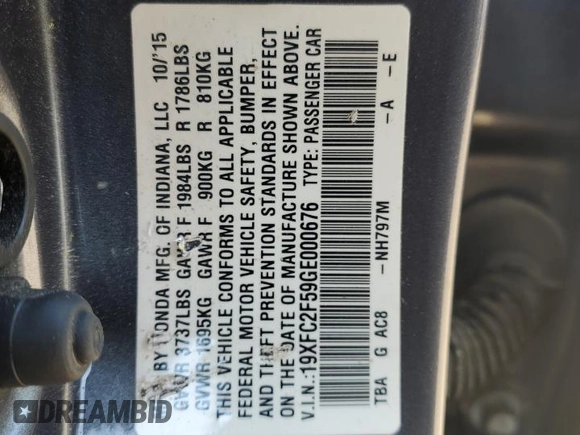 BY HONDA MFG. OF INDIANA, LLC 10/'15
GVWR 3737LBS GAWR F 1984LBS R 1786LBS
GVWR 1695KG GAWR F 900KG R 810KG
THIS VEHICLE CONFORMS TO ALL APPLICABLE
FEDERAL MOTOR VEHICLE SAFETY, BUMPER,
AND THEFT PREVENTION STANDARDS IN EFFECT
ON THE DATE OF MANUFACTURE SHOWN ABOVE.
V.I.N.:19XFC2F59GE000676 TYPE: PASSENGER CAR
TBA G AC8 -NH797M -A -E
DREAMBID